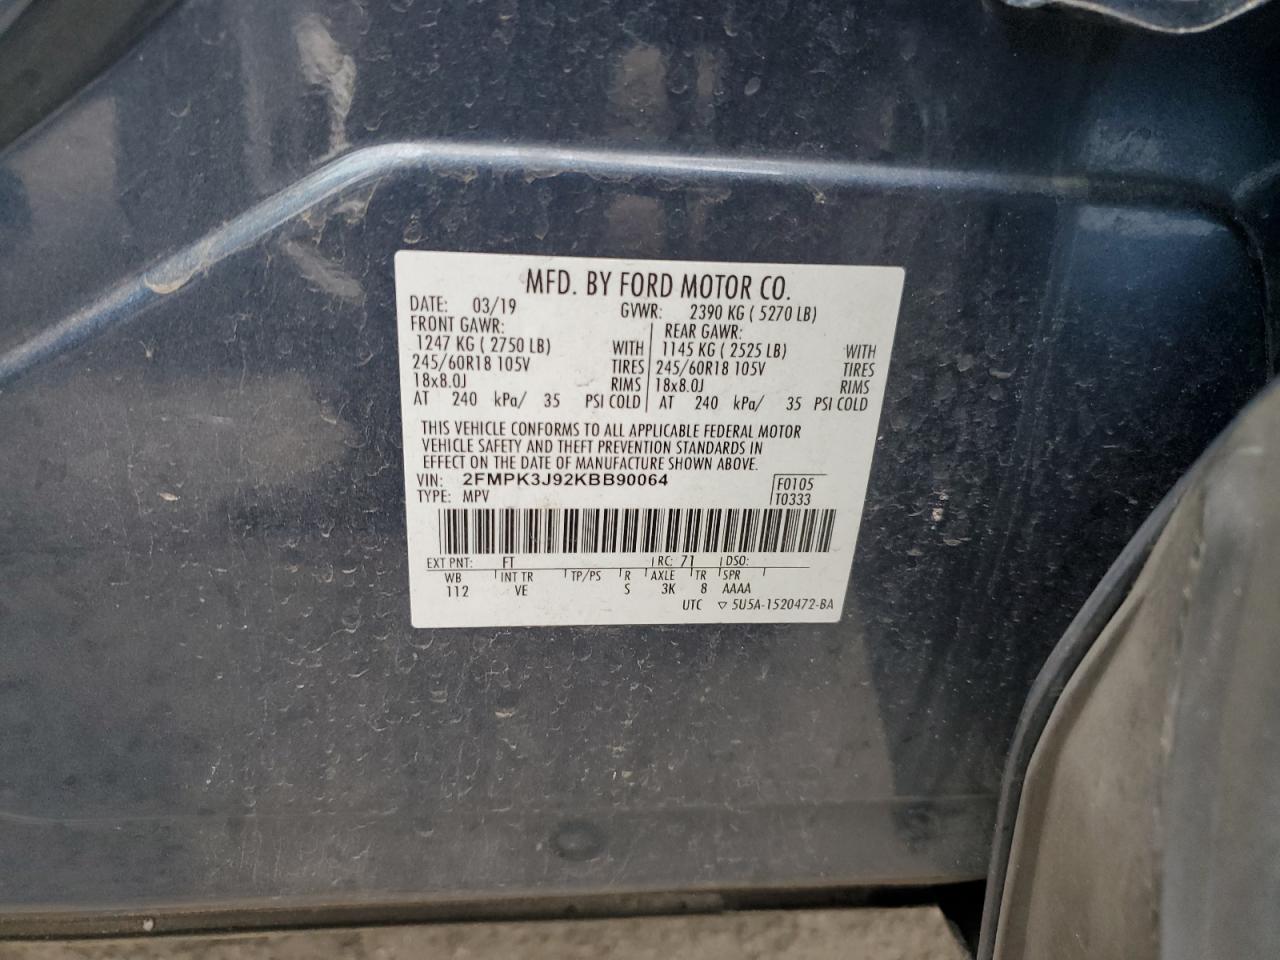 MFD. BY FORD MOTOR CO.
DATE: 03/19 GVWR: 2390 KG ( 5270 LB)
FRONT GAWR: REAR GAWR:
1247 KG ( 2750 LB) WITH 1145 KG ( 2525 LB) WITH
245/60R18 105V TIRES 245/60R18 105V TIRES
18x8.0J RIMS 18x8.0J RIMS
AT 240 kPa/ 35 PSI COLD AT 240 kPa/ 35 PSI COLD
THIS VEHICLE CONFORMS TO ALL APPLICABLE FEDERAL MOTOR
VEHICLE SAFETY AND THEFT PREVENTION STANDARDS IN
EFFECT ON THE DATE OF MANUFACTURE SHOWN ABOVE.
VIN: 2FMPK3J92KBB90064 F0105
TYPE: MPV T0333
EXT PNT: FT RC: 71 DSO:
WB INT TR TP/PS R AXLE TR SPR
112 VE S 3K 8 AAAA
UTC ▽ 5U5A-1520472-BA